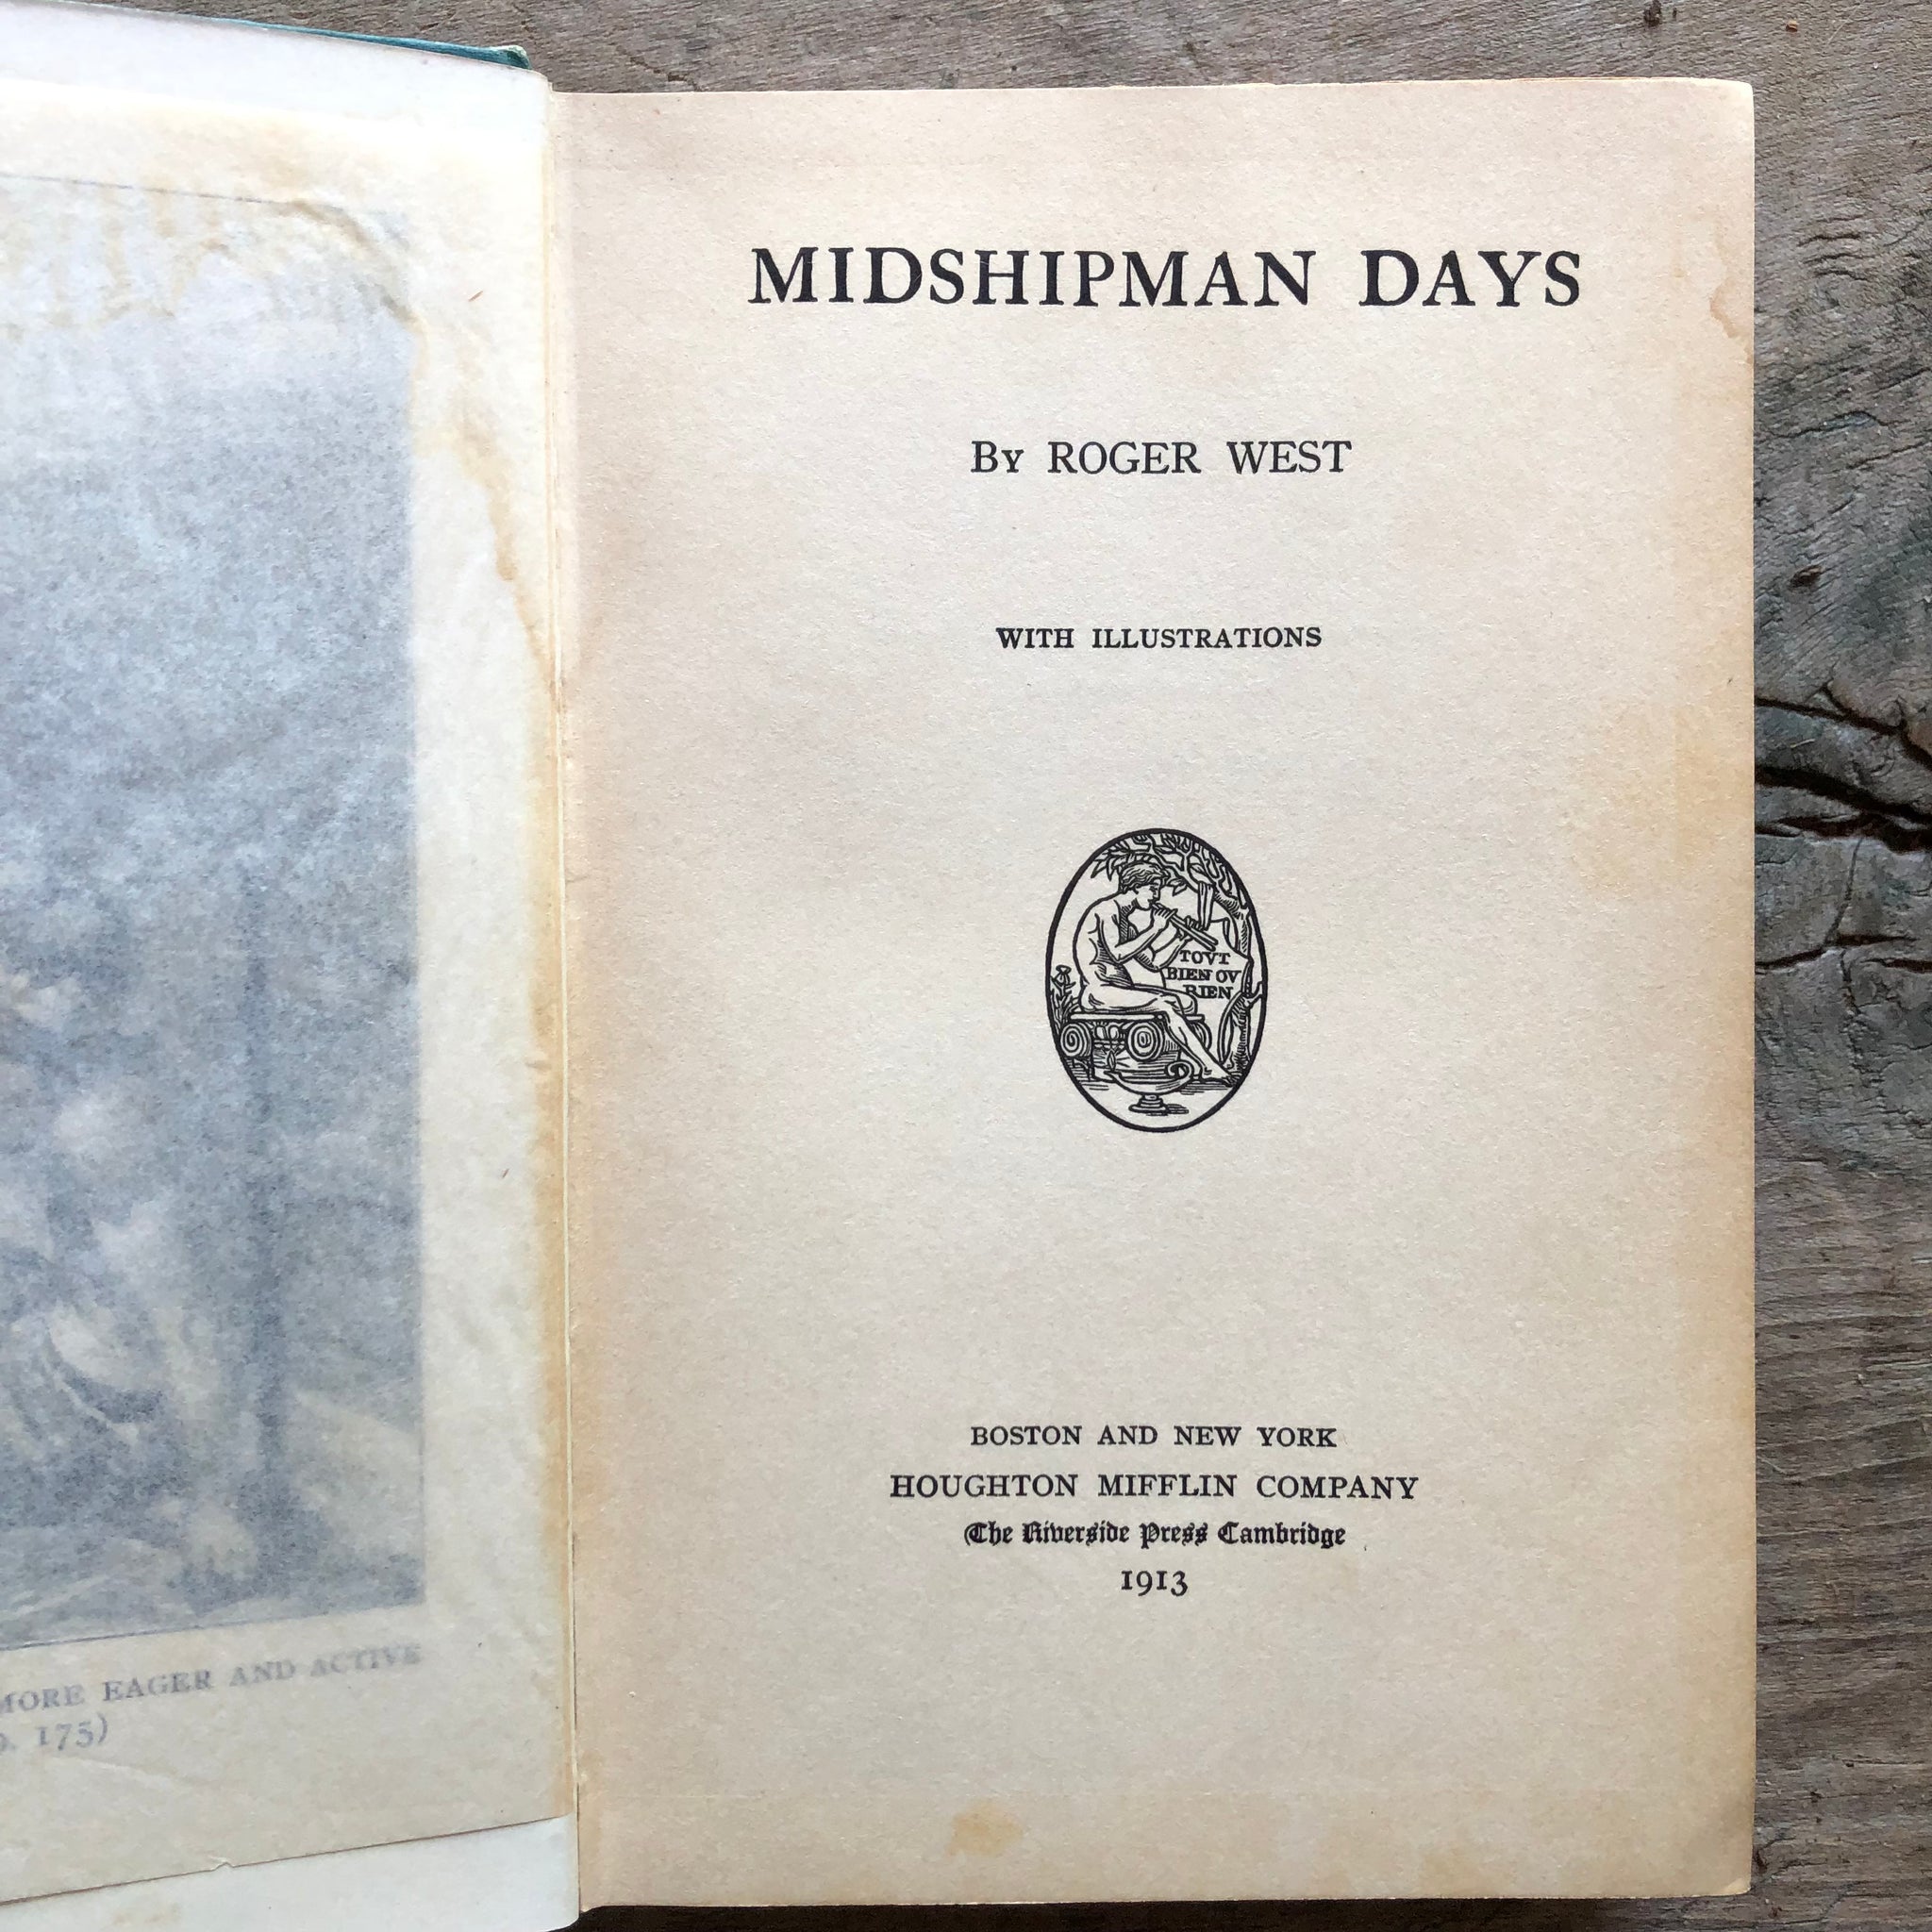 MORE EAGER AND ACTIVE
175)
MIDSHIPMAN DAYS
By ROGER WEST
WITH ILLUSTRATIONS
TOVT
BIEN OV
RIEN
BOSTON AND NEW YORK
HOUGHTON MIFFLIN COMPANY
The Riverside Press Cambridge
1913